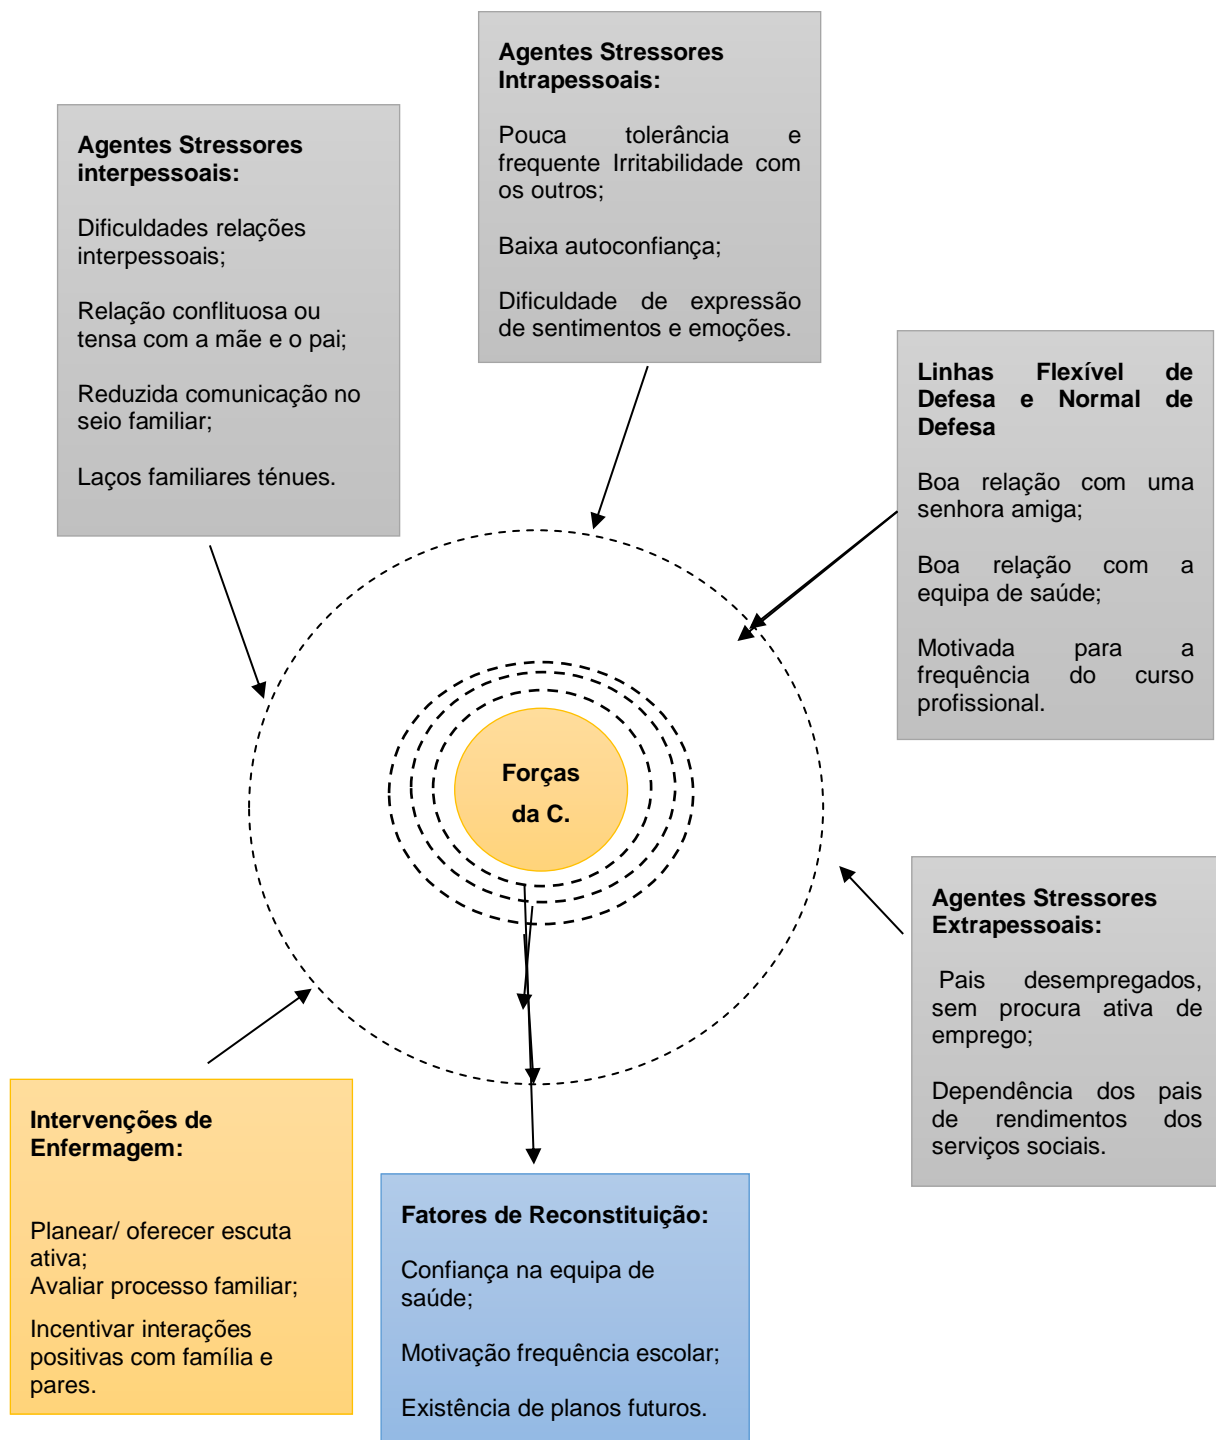 Agentes Stressores
Intrapessoais:
Pouca tolerância e
frequente Irritabilidade com
os outros;
Baixa autoconfiança;
Dificuldade de expressão
de sentimentos e emoções.
Agentes Stressores
interpessoais:
Dificuldades relações
interpessoais;
Relação conflituosa ou
tensa com a mãe e o pai;
Reduzida comunicação no
seio familiar;
Laços familiares ténues.
Linhas Flexível de
Defesa e Normal de
Defesa
Boa relação com uma
senhora amiga;
Boa relação com a
equipa de saúde;
Motivada para a
frequência do curso
profissional.
Forças
da C.
Agentes Stressores
Extrapessoais:
Pais desempregados,
sem procura ativa de
emprego;
Dependência dos pais
de rendimentos dos
serviços sociais.
Intervenções de
Enfermagem:
Planear/ oferecer escuta
ativa;
Avaliar processo familiar;
Incentivar interações
positivas com família e
pares.
Fatores de Reconstituição:
Confiança na equipa de
saúde;
Motivação frequência escolar;
Existência de planos futuros.